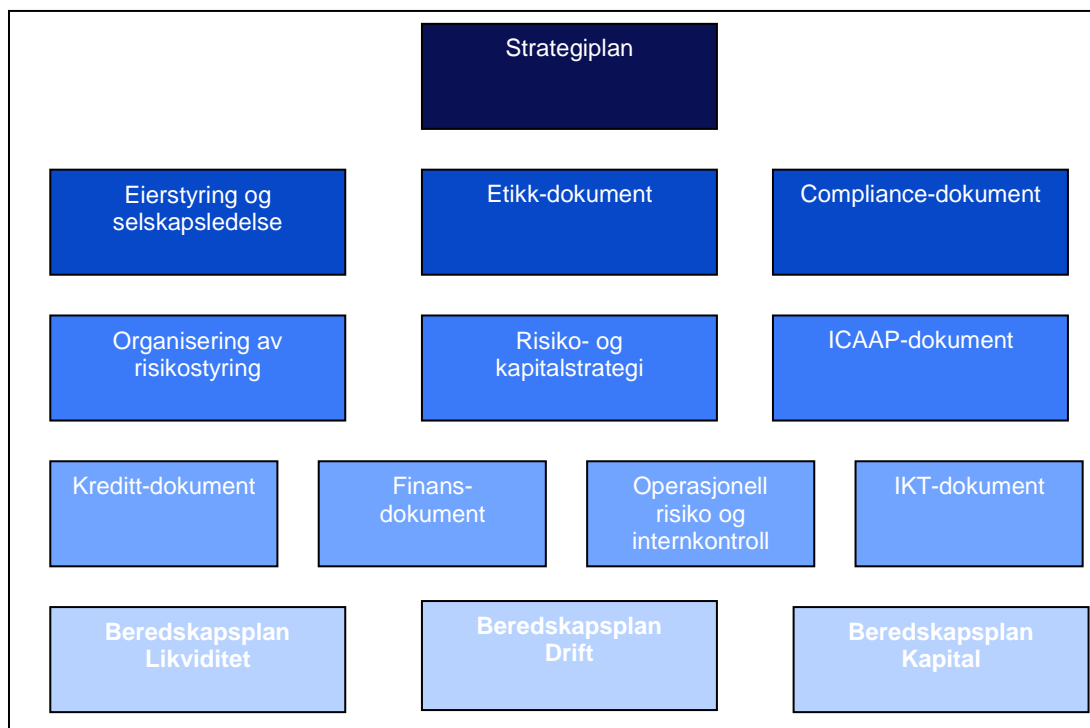 Strategiplan
Eierstyring og
selskapsledelse
Etikk-dokument
Compliance-dokument
Organisering av
risikostyring
Risiko- og
kapitalstrategi
ICAAP-dokument
Kreditt-dokument
Finans-
dokument
Operasjonell
risiko og
internkontroll
IKT-dokument
Beredskapsplan
Likviditet
Beredskapsplan
Drift
Beredskapsplan
Kapital